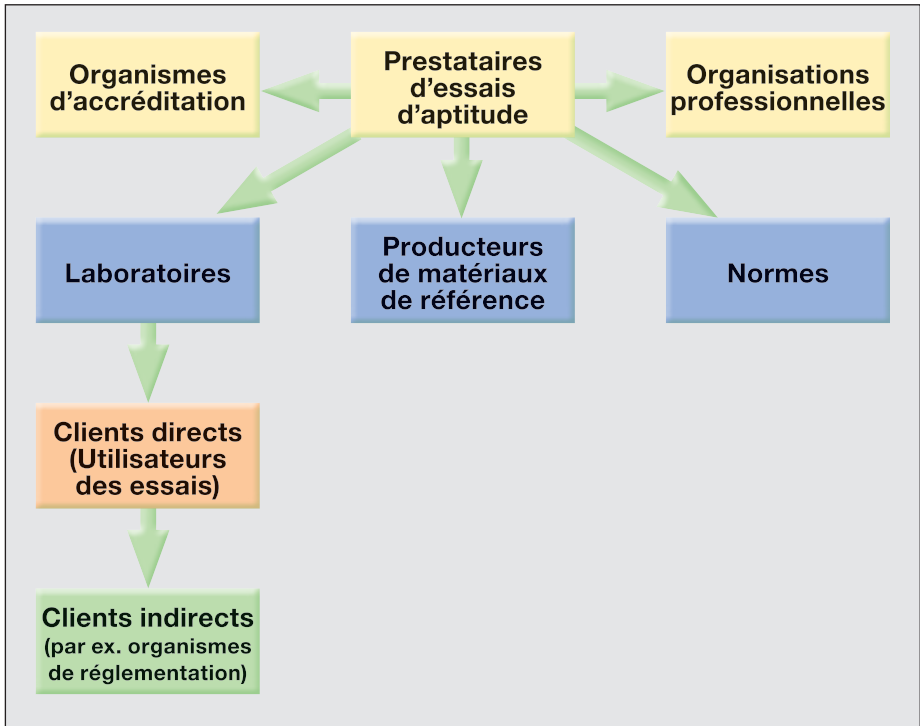 Organismes
d’accréditation
Prestataires
d’essais
d’aptitude
Organisations
professionnelles
Laboratoires
Producteurs
de matériaux
de référence
Normes
Clients directs
(Utilisateurs
des essais)
Clients indirects
(par ex. organismes
de réglementation)